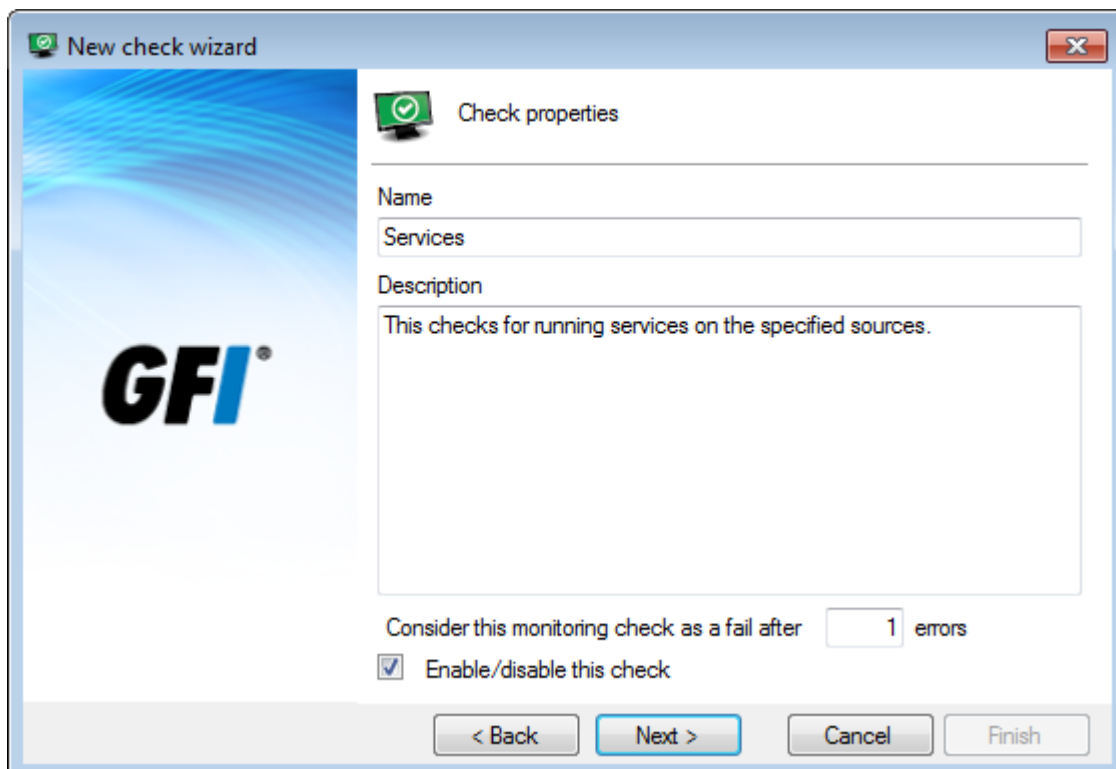 New check wizard
Check properties
Name
Services
Description
This checks for running services on the specified sources.
GFI®
Consider this monitoring check as a fail after 1 errors
Enable/disable this check
< Back Next > Cancel Finish